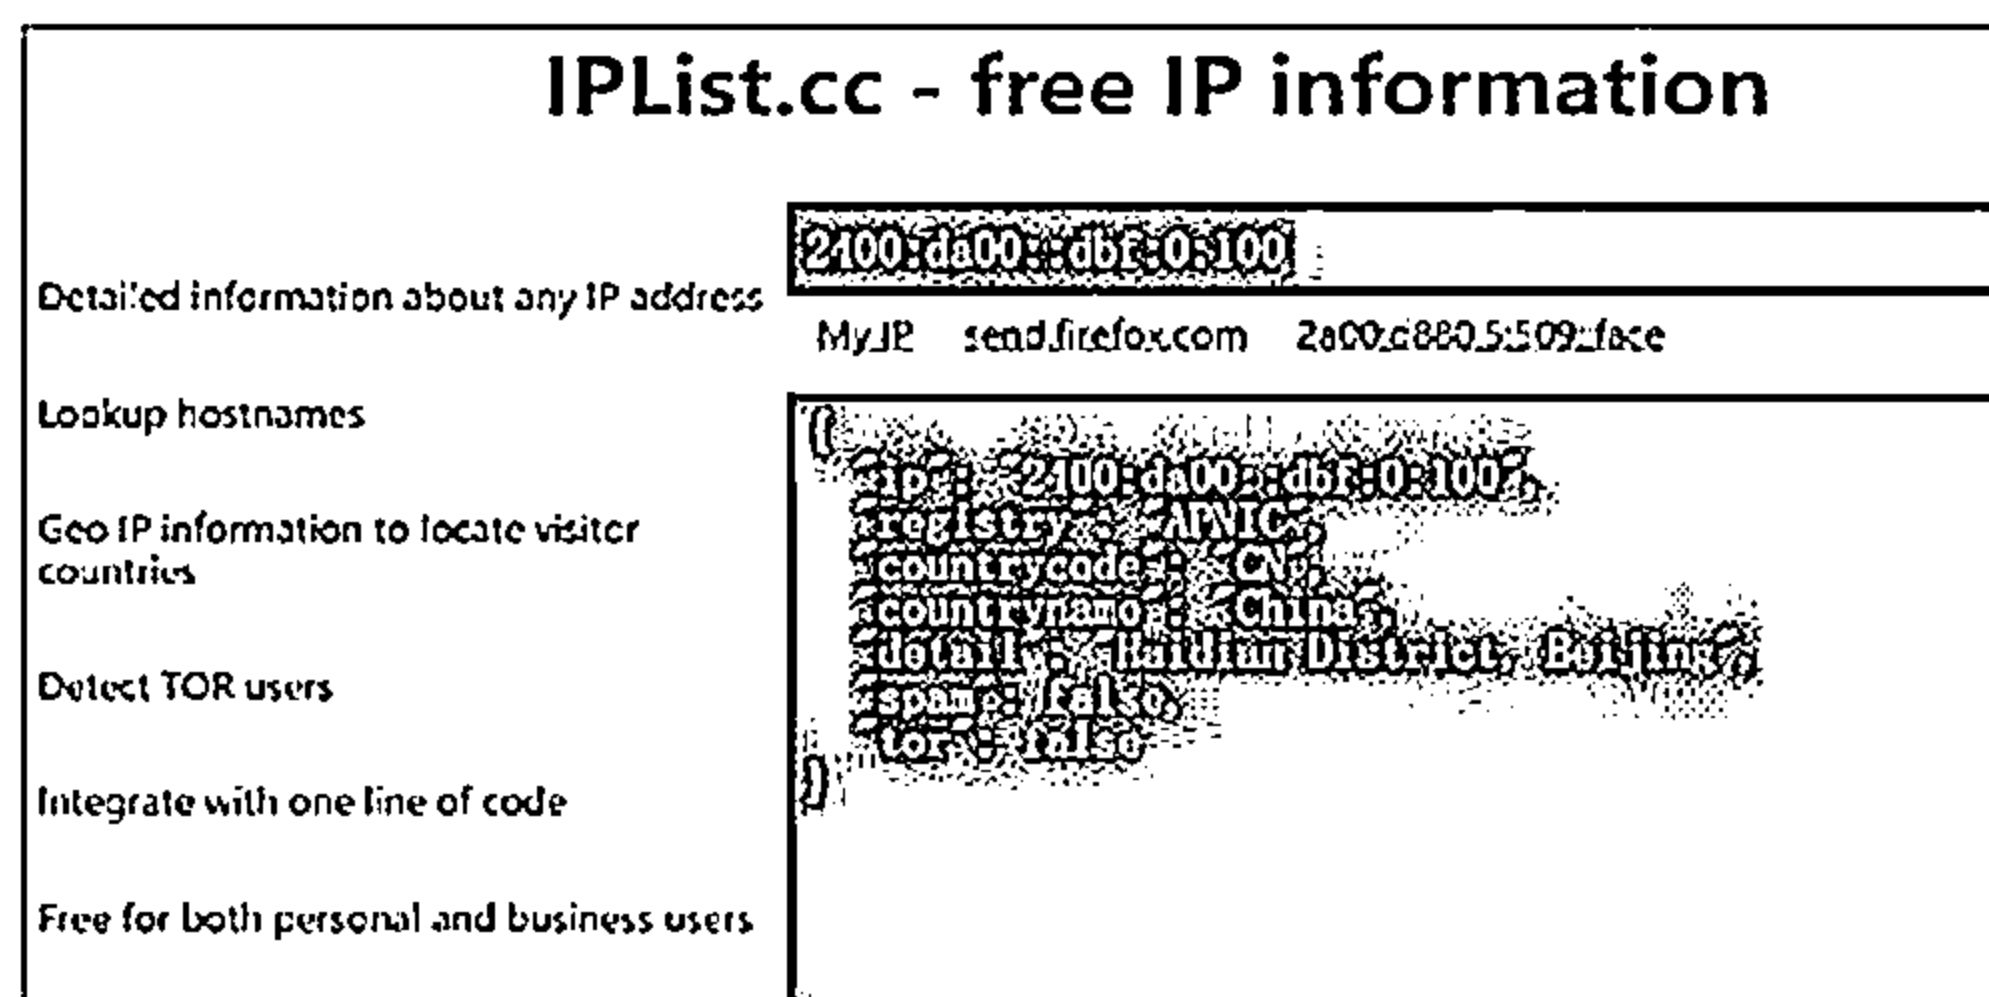 IPList.cc - free IP information
2400:da00::dbf:0:100
Detailed information about any IP address
My IP send.firefox.com 2a00:d880:5:509::face
Lookup hostnames
Geo IP information to locate visitor
countries
Detect TOR users
Integrate with one line of code
Free for both personal and business users
{
"ip": "2400:da00::dbf:0:100",
"registry": "APNIC",
"countrycode": "CN",
"countryname": "China",
"detail": "Haidian District, Beijing",
"spam": false,
"tor": false
}